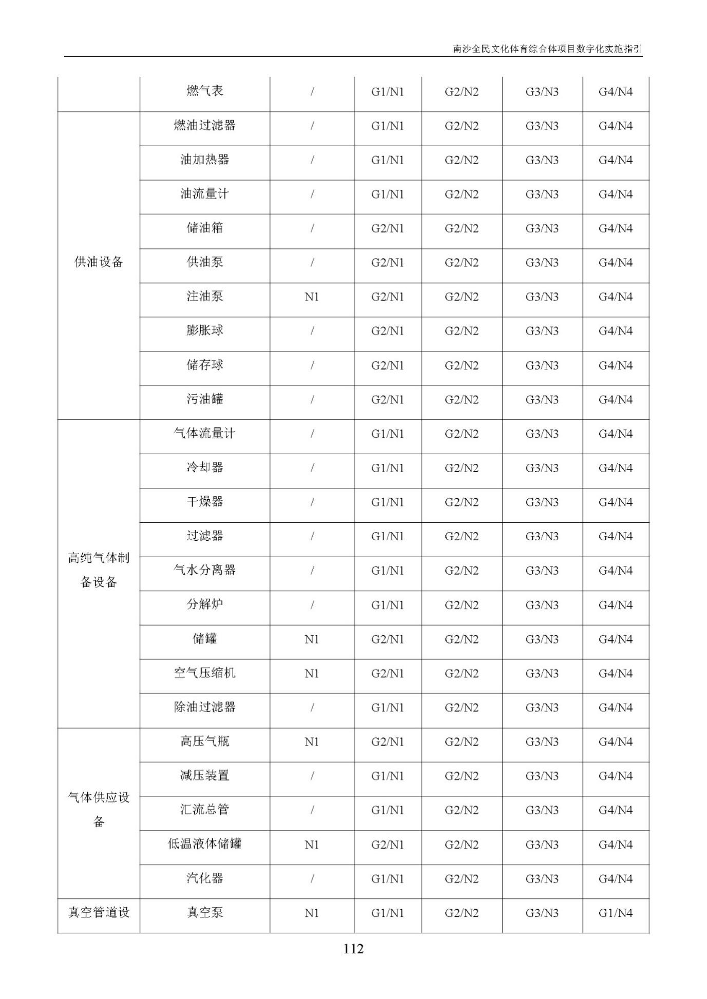 南沙全民文化体育综合体项目数字化实施指引
燃气表 / G1/N1 G2/N2 G3/N3 G4/N4
供油设备
燃油过滤器 / G1/N1 G2/N2 G3/N3 G4/N4
油加热器 / G1/N1 G2/N2 G3/N3 G4/N4
油流量计 / G1/N1 G2/N2 G3/N3 G4/N4
储油箱 / G2/N1 G2/N2 G3/N3 G4/N4
供油泵 / G2/N1 G2/N2 G3/N3 G4/N4
注油泵 N1 G2/N1 G2/N2 G3/N3 G4/N4
膨胀球 / G2/N1 G2/N2 G3/N3 G4/N4
储存球 / G2/N1 G2/N2 G3/N3 G4/N4
污油罐 / G2/N1 G2/N2 G3/N3 G4/N4
高纯气体制
备设备
气体流量计 / G1/N1 G2/N2 G3/N3 G4/N4
冷却器 / G1/N1 G2/N2 G3/N3 G4/N4
干燥器 / G1/N1 G2/N2 G3/N3 G4/N4
过滤器 / G1/N1 G2/N2 G3/N3 G4/N4
气水分离器 / G1/N1 G2/N2 G3/N3 G4/N4
分解炉 / G1/N1 G2/N2 G3/N3 G4/N4
储罐 N1 G2/N1 G2/N2 G3/N3 G4/N4
空气压缩机 N1 G2/N1 G2/N2 G3/N3 G4/N4
除油过滤器 / G1/N1 G2/N2 G3/N3 G4/N4
气体供应设
备
高压气瓶 N1 G2/N1 G2/N2 G3/N3 G4/N4
减压装置 / G1/N1 G2/N2 G3/N3 G4/N4
汇流总管 / G1/N1 G2/N2 G3/N3 G4/N4
低温液体储罐 N1 G2/N1 G2/N2 G3/N3 G4/N4
汽化器 / G1/N1 G2/N2 G3/N3 G4/N4
真空管道设 真空泵 N1 G1/N1 G2/N2 G3/N3 G1/N4
112